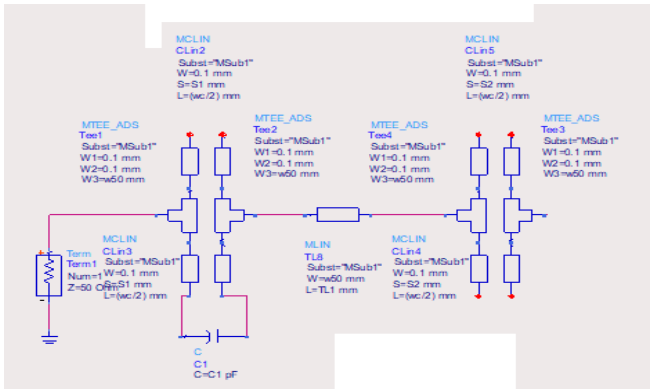 MCLIN
CLin2
Subst="MSub1"
W=0.1 mm
S=S1 mm
L=(wc/2) mm
MCLIN
CLin5
Subst="MSub1"
W=0.1 mm
S=S2 mm
L=(wc/2) mm
MTEE_ADS
Tee1
Subst="MSub1"
W1=0.1 mm
W2=0.1 mm
W3=w50 mm
MTEE_ADS
Tee2
Subst="MSub1"
W1=0.1 mm
W2=0.1 mm
W3=w50 mm
MTEE_ADS
Tee4
Subst="MSub1"
W1=0.1 mm
W2=0.1 mm
W3=w50 mm
MTEE_ADS
Tee3
Subst="MSub1"
W1=0.1 mm
W2=0.1 mm
W3=w50 mm
Term
Term1
Num=1
Z=50 Ohm
MCLIN
CLin3
Subst="MSub1"
W=0.1 mm
S=S1 mm
L=(wc/2) mm
MLIN
TL8
Subst="MSub1"
W=w50 mm
L=TL1 mm
MCLIN
CLin4
Subst="MSub1"
W=0.1 mm
S=S2 mm
L=(wc/2) mm
C
C1
C=C1 pF